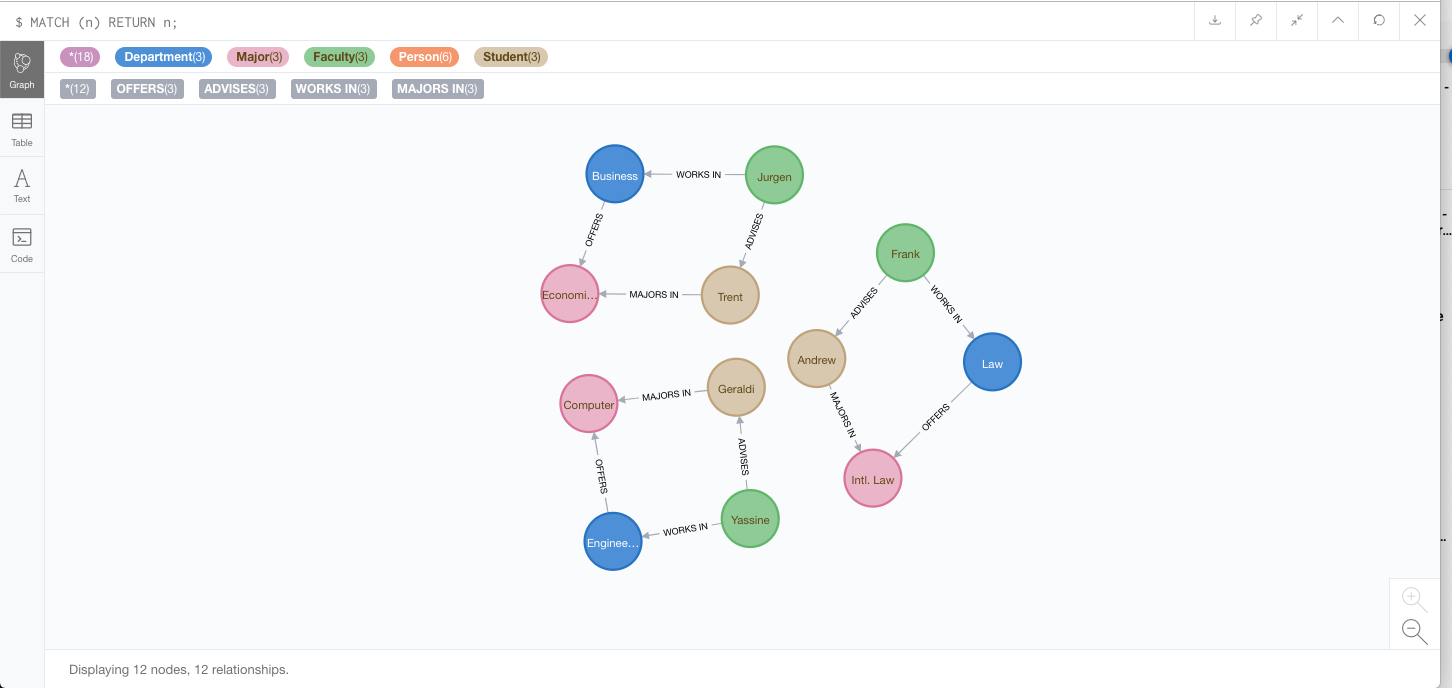 $ MATCH (n) RETURN n;
*(18) Department(3) Major(3) Faculty(3) Person(6) Student(3)
*(12) OFFERS(3) ADVISES(3) WORKS IN(3) MAJORS IN(3)
Graph
Table
Text
Code
Business
WORKS IN
Jurgen
OFFERS
ADVISES
Economi...
MAJORS IN
Trent
Frank
ADVISES
WORKS IN
Andrew
Law
MAJORS IN
OFFERS
Intl. Law
Computer
MAJORS IN
Geraldi
OFFERS
ADVISES
Enginee...
WORKS IN
Yassine
Displaying 12 nodes, 12 relationships.